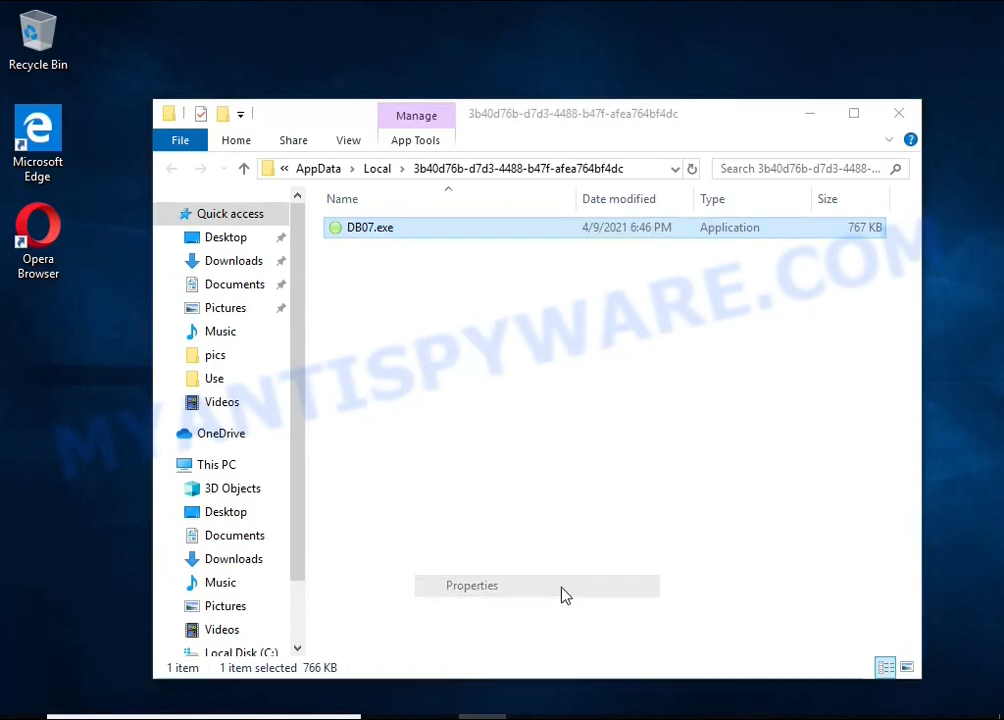 Recycle Bin
Microsoft
Edge
Opera
Browser
Manage
3b40d76b-d7d3-4488-b47f-afea764bf4dc
File
Home
Share
View
App Tools
?
« AppData > Local > 3b40d76b-d7d3-4488-b47f-afea764bf4dc
Search 3b40d76b-d7d3-4488-...
Name
Date modified
Type
Size
DB07.exe
4/9/2021 6:46 PM
Application
767 KB
Quick access
Desktop
Downloads
Documents
Pictures
Music
pics
Use
Videos
OneDrive
This PC
3D Objects
Desktop
Documents
Downloads
Music
Pictures
Videos
Local Disk (C:)
Properties
1 item
1 item selected 766 KB
MYANTISPYWARE.COM